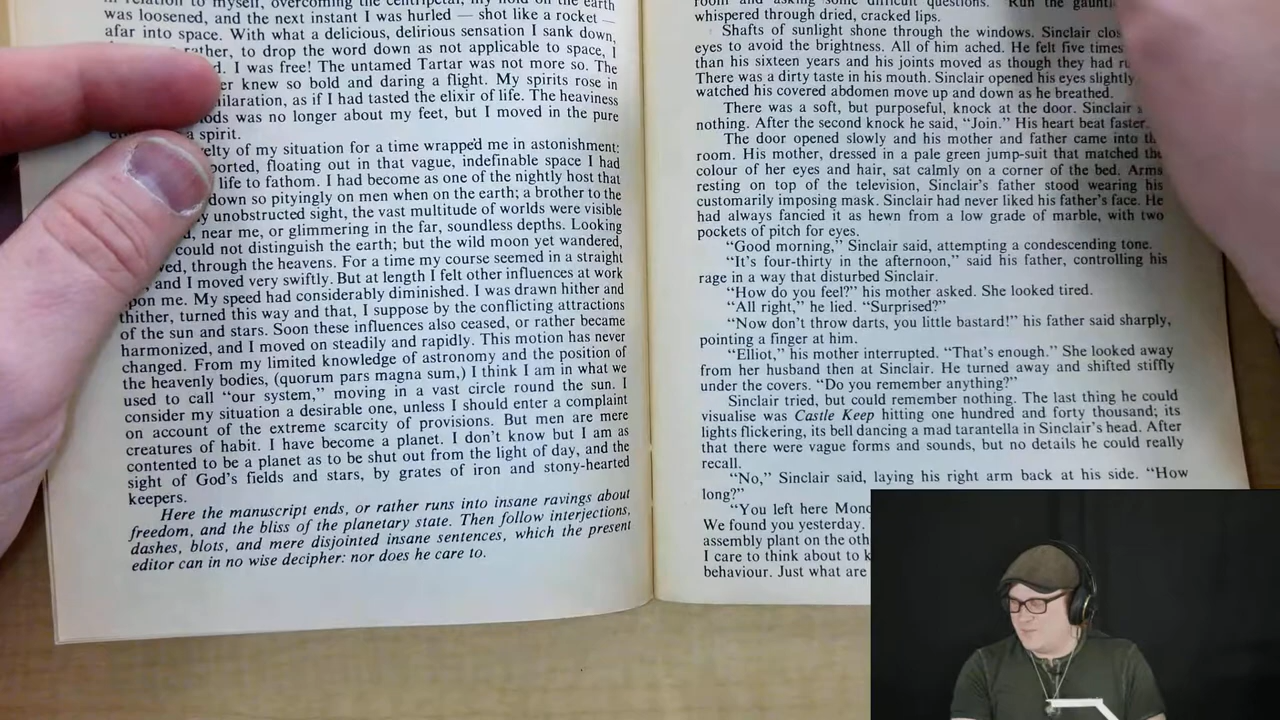 in relation to myself, overcoming the centripetal, my hold on the earth
was loosened, and the next instant I was hurled — shot like a rocket —
afar into space. With what a delicious, delirious sensation I sank down,
rather, to drop the word down as not applicable to space, I
I was free! The untamed Tartar was not more so. The
knew so bold and daring a flight. My spirits rose in
as if I had tasted the elixir of life. The heaviness
was no longer about my feet, but I moved in the pure
a spirit.
of my situation for a time wrapped me in astonishment:
floating out in that vague, indefinable space I had
life to fathom. I had become as one of the nightly host that
down so pityingly on men when on the earth; a brother to the
unobstructed sight, the vast multitude of worlds were visible
near me, or glimmering in the far, soundless depths. Looking
could not distinguish the earth; but the wild moon yet wandered,
through the heavens. For a time my course seemed in a straight
and I moved very swiftly. But at length I felt other influences at work
upon me. My speed had considerably diminished. I was drawn hither and
thither, turned this way and that, I suppose by the conflicting attractions
of the sun and stars. Soon these influences also ceased, or rather became
harmonized, and I moved on steadily and rapidly. This motion has never
changed. From my limited knowledge of astronomy and the position of
the heavenly bodies, (quorum pars magna sum,) I think I am in what we
used to call “our system,” moving in a vast circle round the sun. I
consider my situation a desirable one, unless I should enter a complaint
on account of the extreme scarcity of provisions. But men are mere
creatures of habit. I have become a planet. I don't know but I am as
contented to be a planet as to be shut out from the light of day, and the
sight of God's fields and stars, by grates of iron and stony-hearted
keepers.
Here the manuscript ends, or rather runs into insane ravings about
freedom, and the bliss of the planetary state. Then follow interjections,
dashes, blots, and mere disjointed insane sentences, which the present
editor can in no wise decipher: nor does he care to.
room and asking some difficult questions. “Run the
whispered through dried, cracked lips.
Shafts of sunlight shone through the windows. Sinclair
eyes to avoid the brightness. All of him ached. He felt five times
than his sixteen years and his joints moved as though they had
There was a dirty taste in his mouth. Sinclair opened his eyes slightly
watched his covered abdomen move up and down as he breathed.
There was a soft, but purposeful, knock at the door. Sinclair
nothing. After the second knock he said, “Join.” His heart beat faster.
The door opened slowly and his mother and father came into the
room. His mother, dressed in a pale green jump-suit that matched the
colour of her eyes and hair, sat calmly on a corner of the bed. Arms
resting on top of the television, Sinclair's father stood wearing his
customarily imposing mask. Sinclair had never liked his father's face. He
had always fancied it as hewn from a low grade of marble, with two
pockets of pitch for eyes.
“Good morning,” Sinclair said, attempting a condescending tone.
“It's four-thirty in the afternoon,” said his father, controlling his
rage in a way that disturbed Sinclair.
“How do you feel?” his mother asked. She looked tired.
“All right,” he lied. “Surprised?”
“Now don't throw darts, you little bastard!” his father said sharply,
pointing a finger at him.
“Elliot,” his mother interrupted. “That's enough.” She looked away
from her husband then at Sinclair. He turned away and shifted stiffly
under the covers. “Do you remember anything?”
Sinclair tried, but could remember nothing. The last thing he could
visualise was Castle Keep hitting one hundred and forty thousand; its
lights flickering, its bell dancing a mad tarantella in Sinclair's head. After
that there were vague forms and sounds, but no details he could really
recall.
“No,” Sinclair said, laying his right arm back at his side. “How
long?”
“You left here
We found you yesterday.
assembly plant on the
I care to think about to
behaviour. Just what are